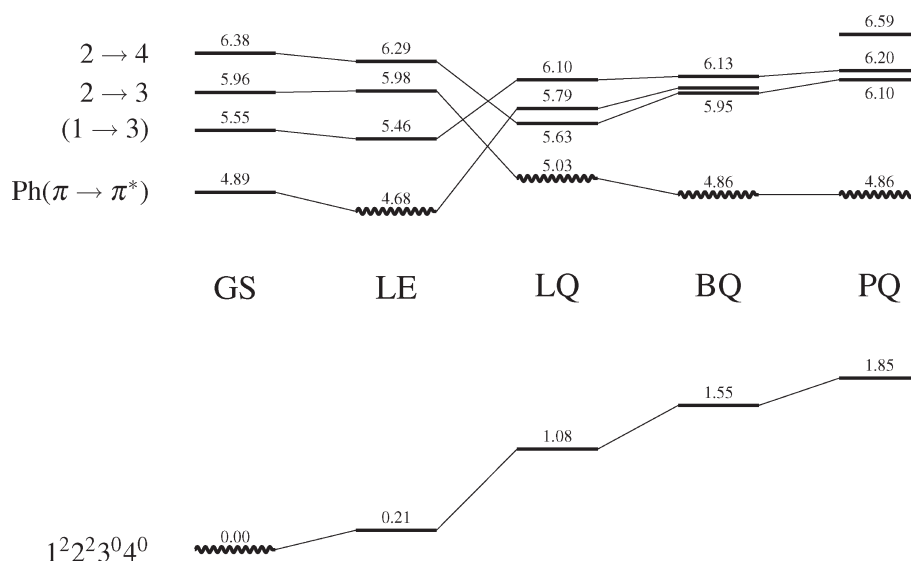 6.59
2 → 4 6.38 6.29 6.10 6.13 6.20
2 → 3 5.96 5.98 5.79 5.95 6.10
(1 → 3) 5.55 5.46 5.63
Ph(π → π*) 4.89 4.68 5.03 4.86 4.86
GS LE LQ BQ PQ
1.85
1.55
1.08
0.21
1²2²3⁰4⁰ 0.00